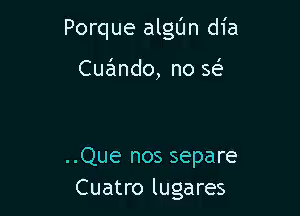 Porque algún día
Cuándo, no sé
..Que nos separe
Cuatro lugares